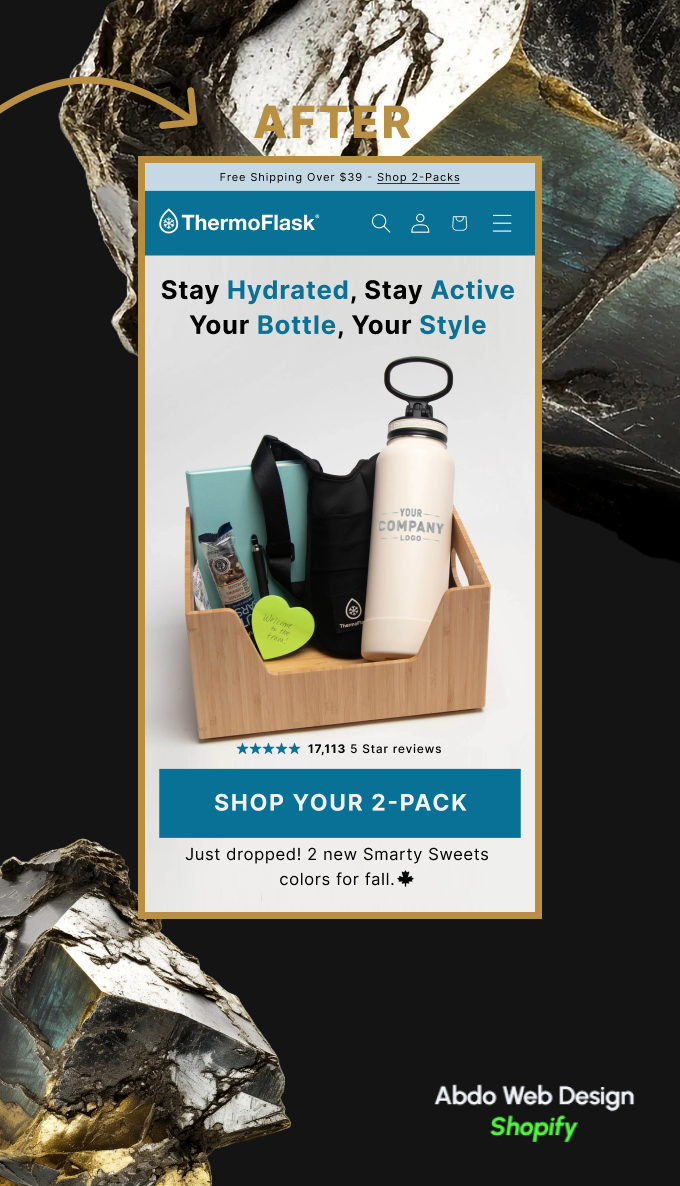 AFTER
Free Shipping Over $39 - Shop 2-Packs
ThermoFlask®
Stay Hydrated, Stay Active
Your Bottle, Your Style
YOUR
COMPANY
LOGO
Welcome
to the
team!
ThermoFlask
17,113 5 Star reviews
SHOP YOUR 2-PACK
Just dropped! 2 new Smarty Sweets
colors for fall.
Abdo Web Design
Shopify